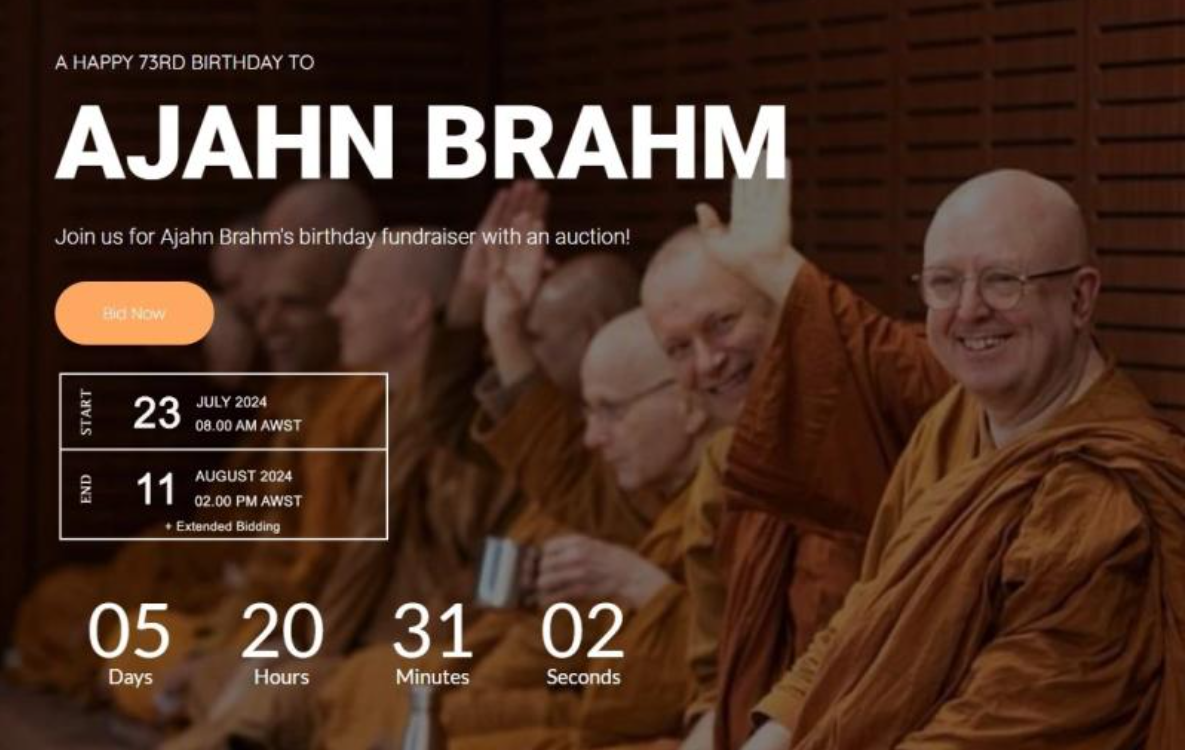 A HAPPY 73RD BIRTHDAY TO
AJAHN BRAHM
Join us for Ajahn Brahm's birthday fundraiser with an auction!
Bid Now
START
23
JULY 2024
08.00 AM AWST
END
11
AUGUST 2024
02.00 PM AWST
+ Extended Bidding
05 20 31 02
Days Hours Minutes Seconds